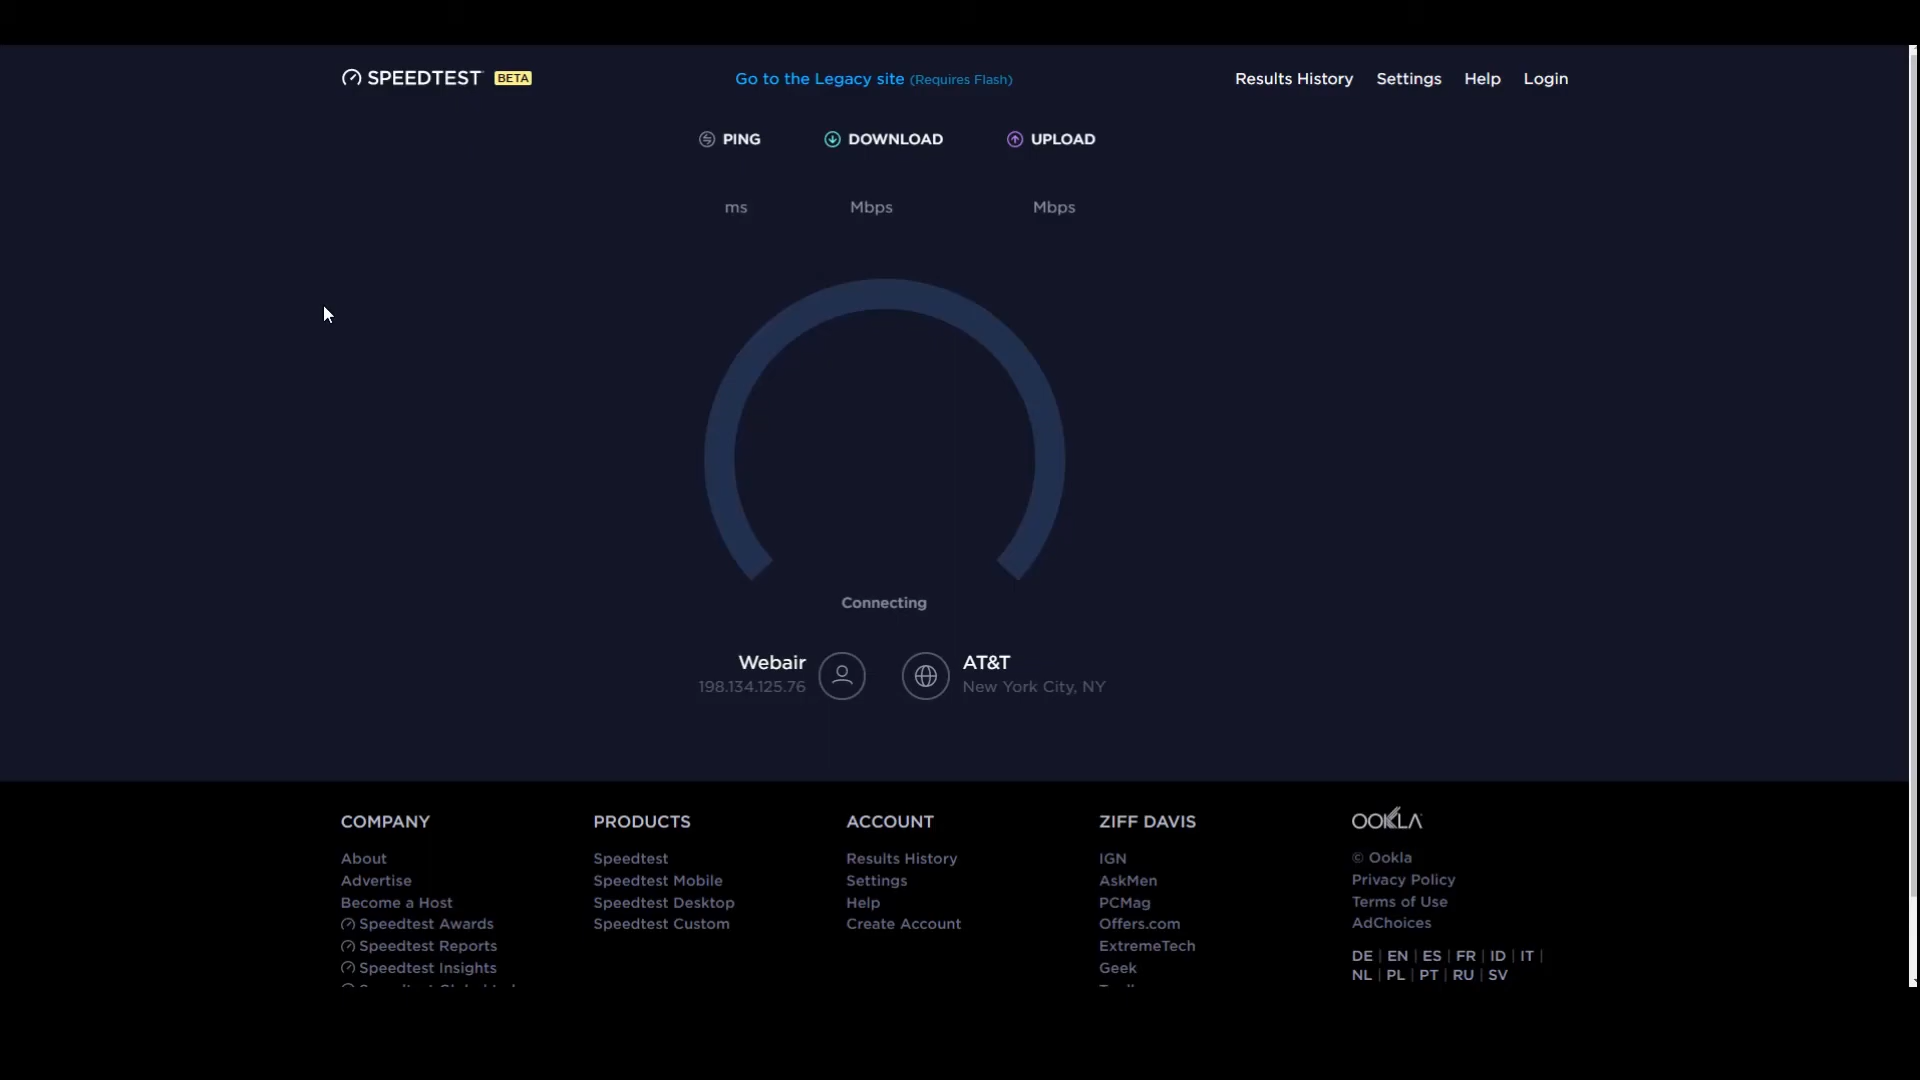 SPEEDTEST BETA
Go to the Legacy site (Requires Flash)
Results History Settings Help Login
PING DOWNLOAD UPLOAD
ms Mbps Mbps
Connecting
Webair
198.134.125.76
AT&T
New York City, NY
COMPANY
About
Advertise
Become a Host
Speedtest Awards
Speedtest Reports
Speedtest Insights
PRODUCTS
Speedtest
Speedtest Mobile
Speedtest Desktop
Speedtest Custom
ACCOUNT
Results History
Settings
Help
Create Account
ZIFF DAVIS
IGN
AskMen
PCMag
Offers.com
ExtremeTech
Geek
OOKLA
© Ookla
Privacy Policy
Terms of Use
AdChoices
DE | EN | ES | FR | ID | IT |
NL | PL | PT | RU | SV